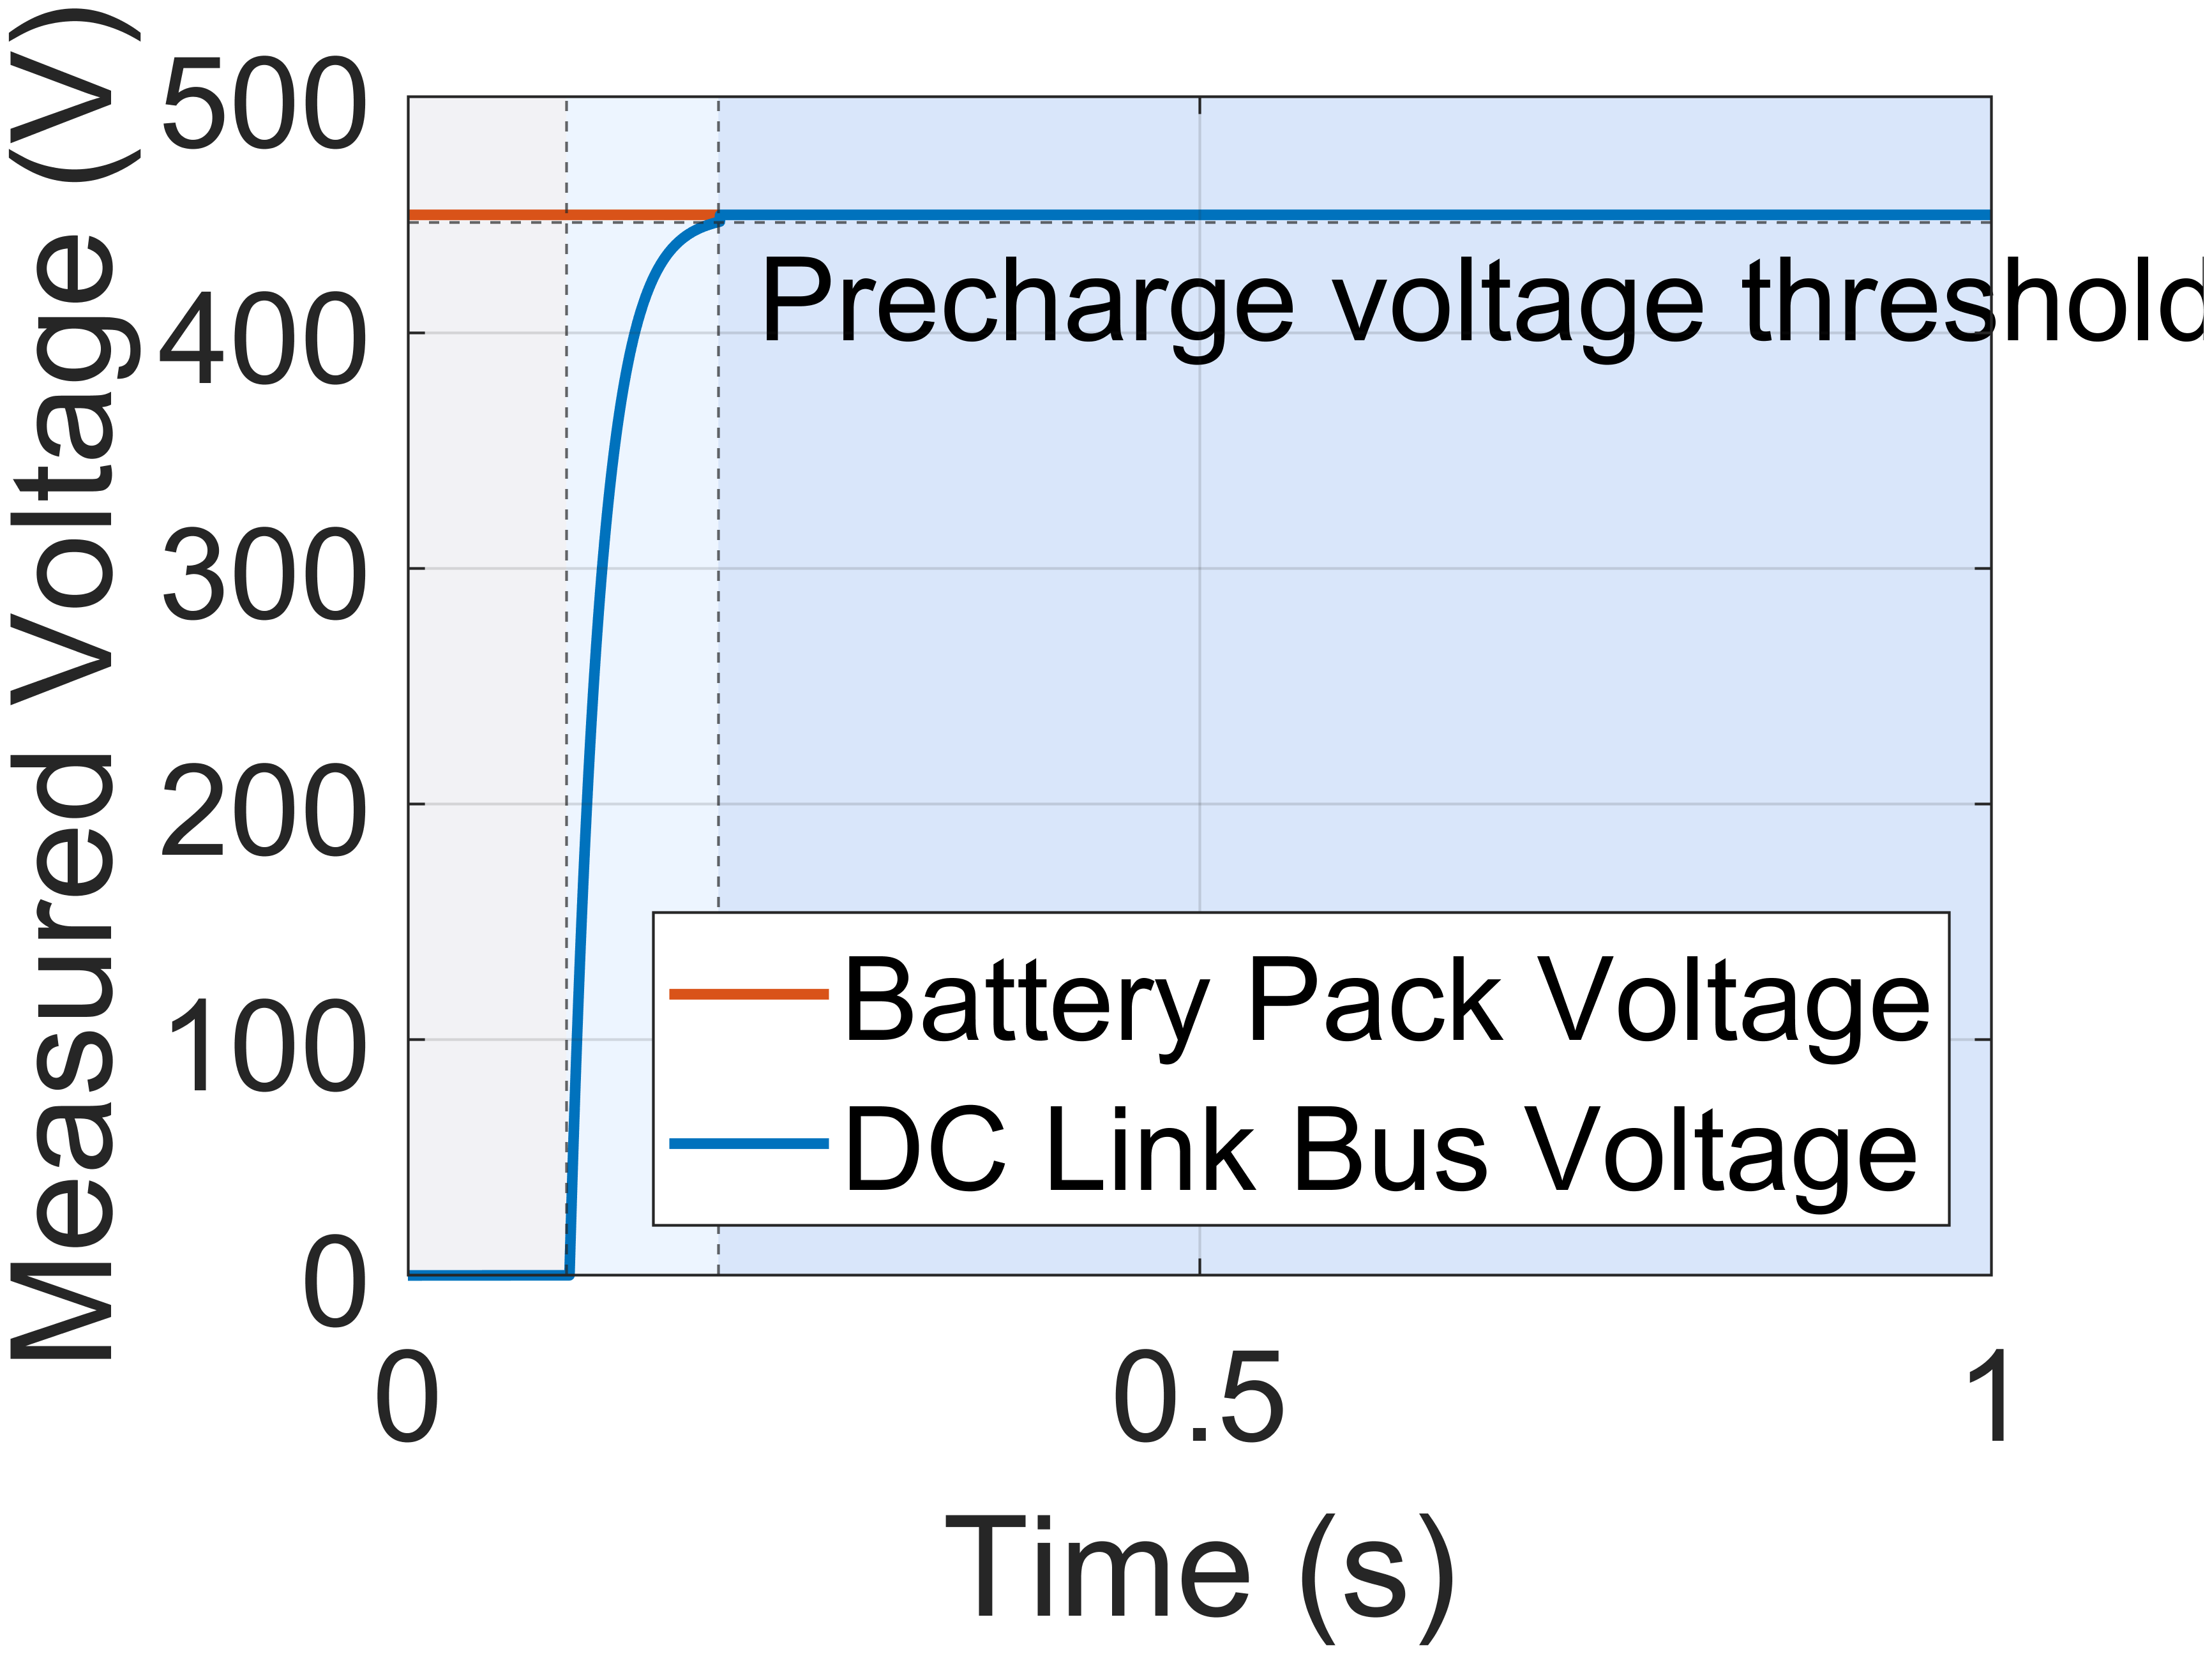 Measured Voltage (V)
500
400
300
200
100
0
Precharge voltage threshold
Battery Pack Voltage
DC Link Bus Voltage
0
0.5
1
Time (s)